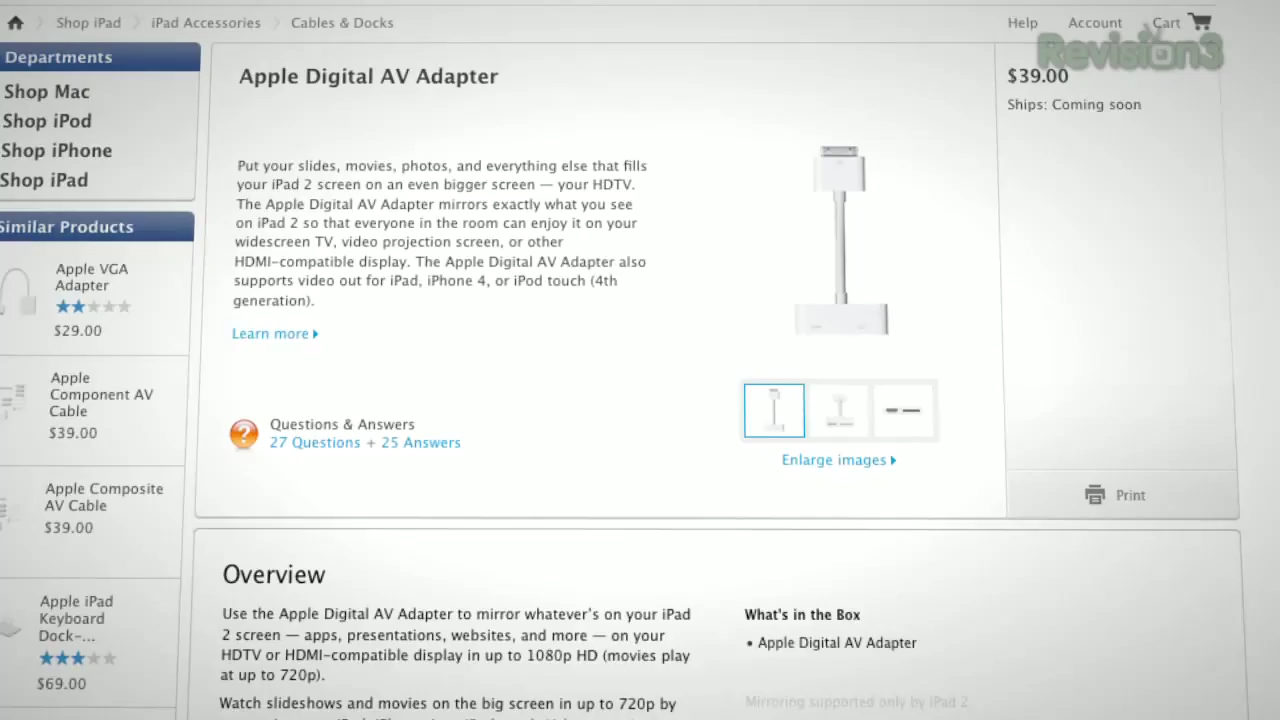 Shop iPad
iPad Accessories
Cables & Docks
Help
Account
Cart
Revision3
Departments
Shop Mac
Shop iPod
Shop iPhone
Shop iPad
Similar Products
Apple VGA
Adapter
$29.00
Apple
Component AV
Cable
$39.00
Apple Composite
AV Cable
$39.00
Apple iPad
Keyboard
Dock-...
$69.00
Apple Digital AV Adapter
Put your slides, movies, photos, and everything else that fills
your iPad 2 screen on an even bigger screen — your HDTV.
The Apple Digital AV Adapter mirrors exactly what you see
on iPad 2 so that everyone in the room can enjoy it on your
widescreen TV, video projection screen, or other
HDMI-compatible display. The Apple Digital AV Adapter also
supports video out for iPad, iPhone 4, or iPod touch (4th
generation).
Learn more
?
Questions & Answers
27 Questions + 25 Answers
Enlarge images
$39.00
Ships: Coming soon
Print
Overview
Use the Apple Digital AV Adapter to mirror whatever's on your iPad
2 screen — apps, presentations, websites, and more — on your
HDTV or HDMI-compatible display in up to 1080p HD (movies play
at up to 720p).
Watch slideshows and movies on the big screen in up to 720p by
What's in the Box
• Apple Digital AV Adapter
Mirroring supported only by iPad 2